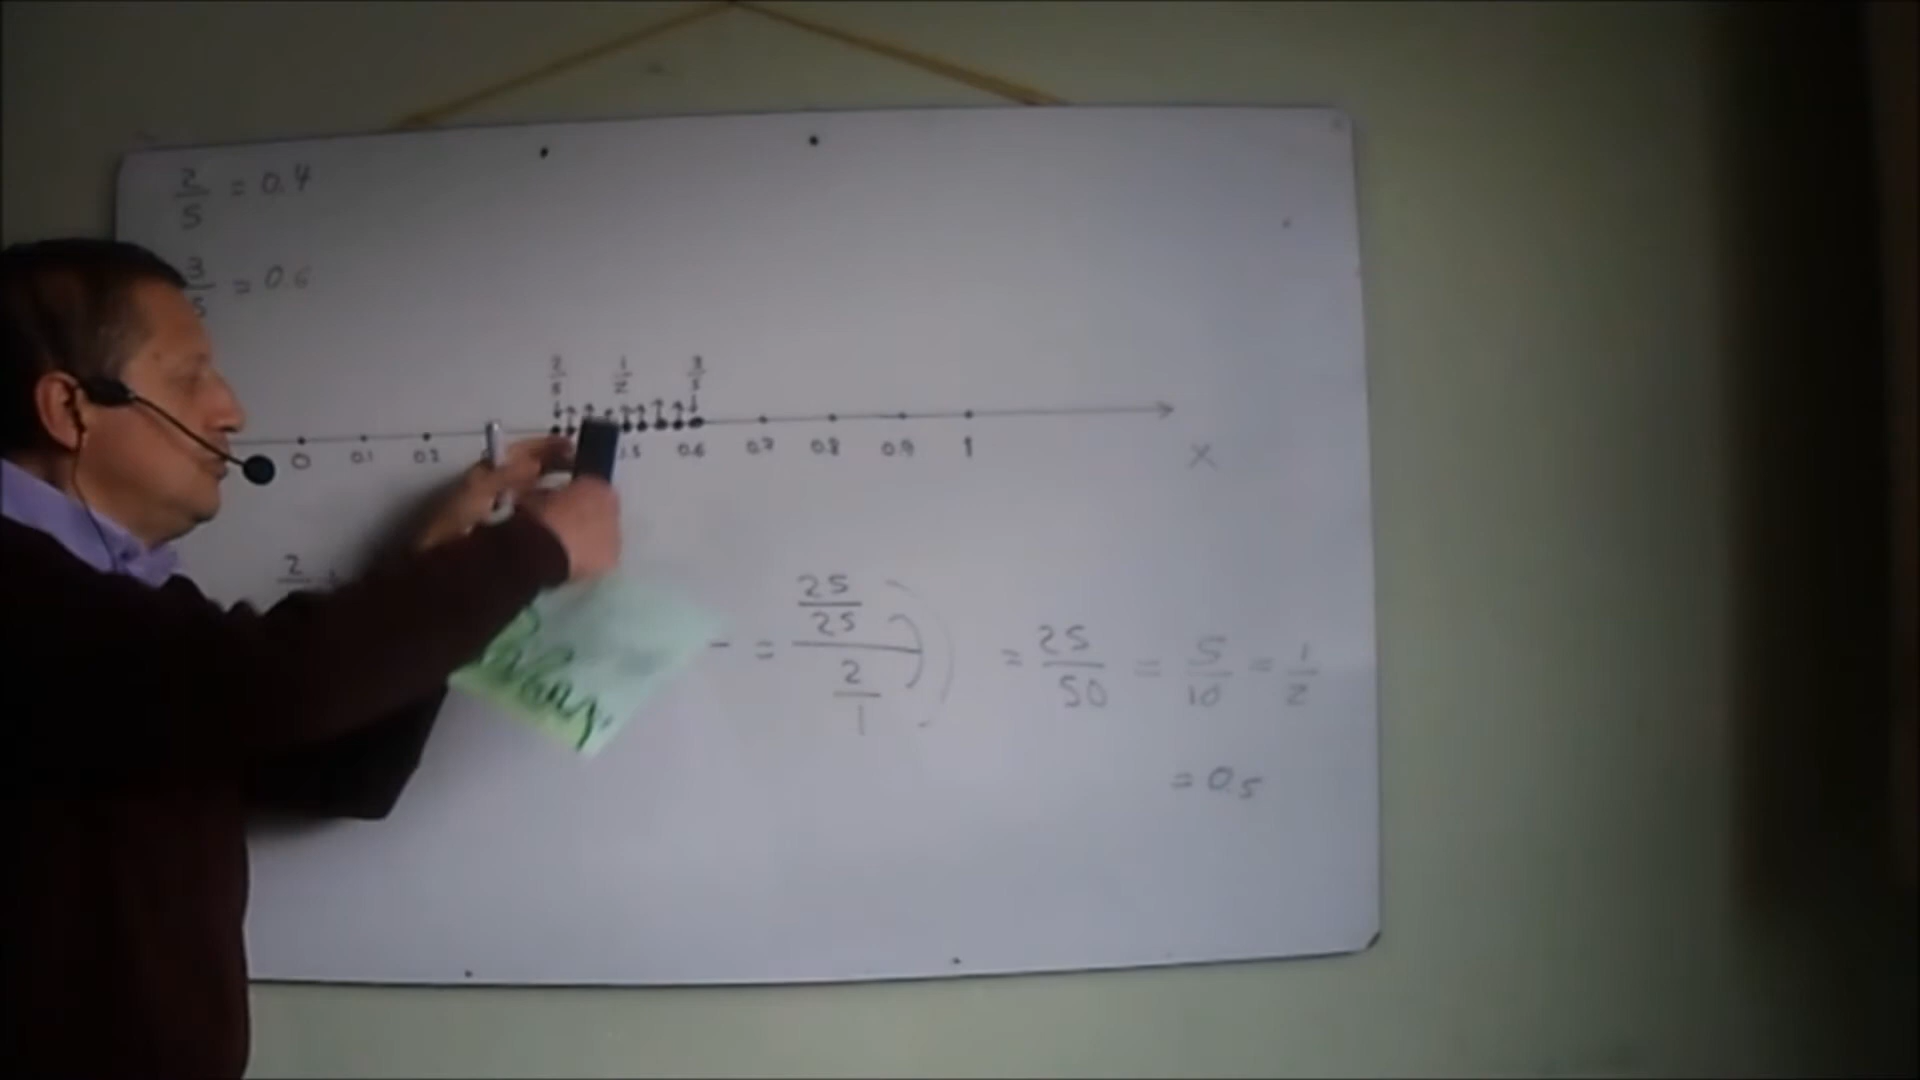 2/5 = 0.4
3/5 = 0.6
2/5 1/2 3/5
0 0.1 0.2 0.6 0.7 0.8 0.9 1
X
2
= 25/25 / 2/1 = 25/50 = 5/10 = 1/2
= 0.5